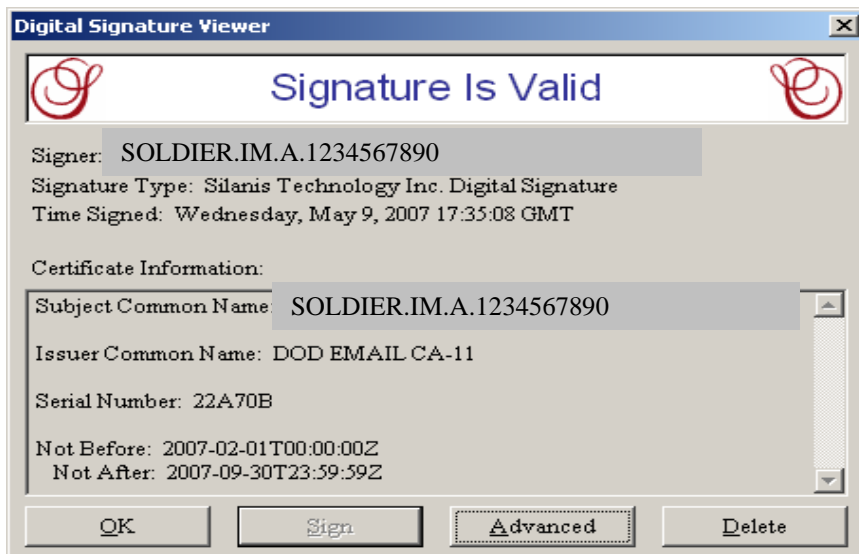 Digital Signature Viewer
Signature Is Valid
Signer: SOLDIER.IM.A.1234567890
Signature Type: Silanis Technology Inc. Digital Signature
Time Signed: Wednesday, May 9, 2007 17:35:08 GMT
Certificate Information:
Subject Common Name: SOLDIER.IM.A.1234567890
Issuer Common Name: DOD EMAIL CA-11
Serial Number: 22A70B
Not Before: 2007-02-01T00:00:00Z
Not After: 2007-09-30T23:59:59Z
OK Sign Advanced Delete